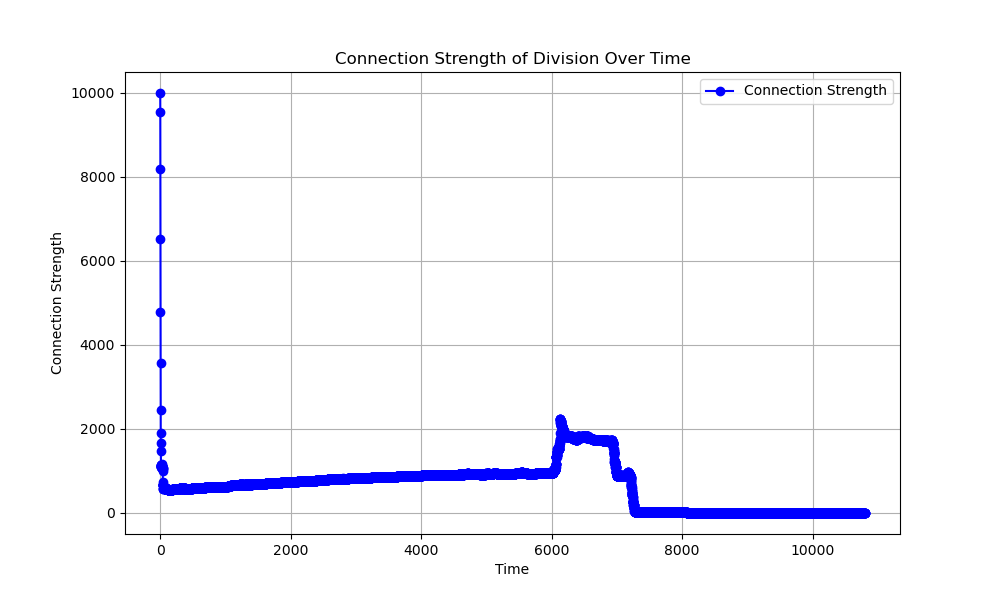 Connection Strength of Division Over Time
Connection Strength
10000
8000
6000
4000
2000
0
Connection Strength
0 2000 4000 6000 8000 10000
Time